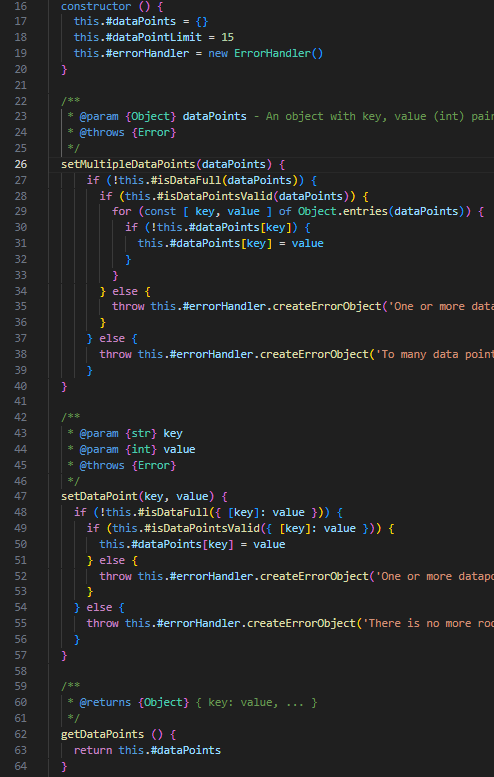 16 constructor () {
17 this.#dataPoints = {}
18 this.#dataPointLimit = 15
19 this.#errorHandler = new ErrorHandler()
20 }
21
22 /**
23 * @param {Object} dataPoints - An object with key, value (int) pair
24 * @throws {Error}
25 */
26 setMultipleDataPoints(dataPoints) {
27 if (!this.#isDataFull(dataPoints)) {
28 if (this.#isDataPointsValid(dataPoints)) {
29 for (const [ key, value ] of Object.entries(dataPoints)) {
30 if (!this.#dataPoints[key]) {
31 this.#dataPoints[key] = value
32 }
33 }
34 } else {
35 throw this.#errorHandler.createErrorObject('One or more data
36 }
37 } else {
38 throw this.#errorHandler.createErrorObject('To many data point
39 }
40 }
41
42 /**
43 * @param {str} key
44 * @param {int} value
45 * @throws {Error}
46 */
47 setDataPoint(key, value) {
48 if (!this.#isDataFull({ [key]: value })) {
49 if (this.#isDataPointsValid({ [key]: value })) {
50 this.#dataPoints[key] = value
51 } else {
52 throw this.#errorHandler.createErrorObject('One or more datapo
53 }
54 } else {
55 throw this.#errorHandler.createErrorObject('There is no more roo
56 }
57 }
58
59 /**
60 * @returns {Object} { key: value, ... }
61 */
62 getDataPoints () {
63 return this.#dataPoints
64 }